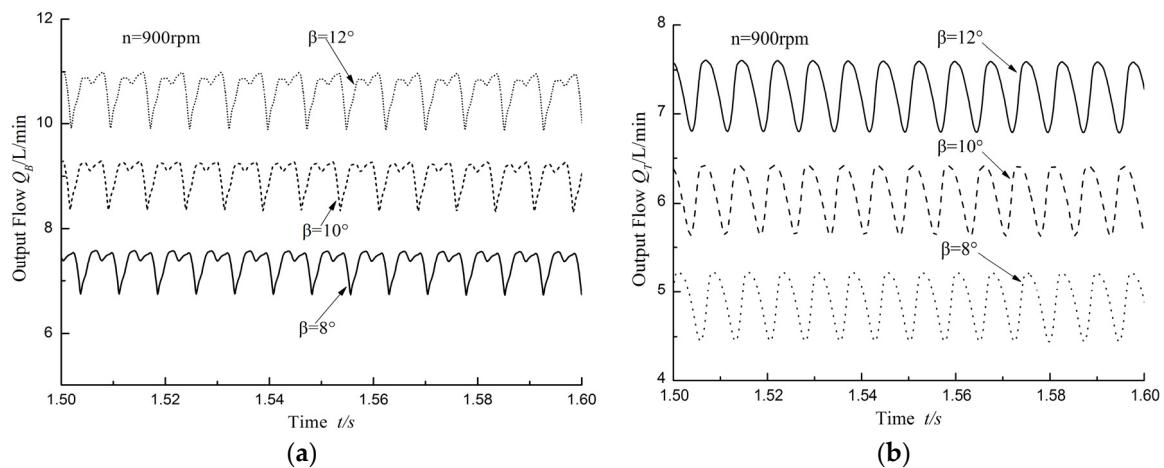 12
10
8
6
Output Flow Q_B/L/min
n=900rpm
β=12°
β=10°
β=8°
1.50 1.52 1.54 1.56 1.58 1.60
Time t/s
(a)
8
7
6
5
4
Output Flow Q_T/L/min
n=900rpm
β=12°
β=10°
β=8°
1.50 1.52 1.54 1.56 1.58 1.60
Time t/s
(b)